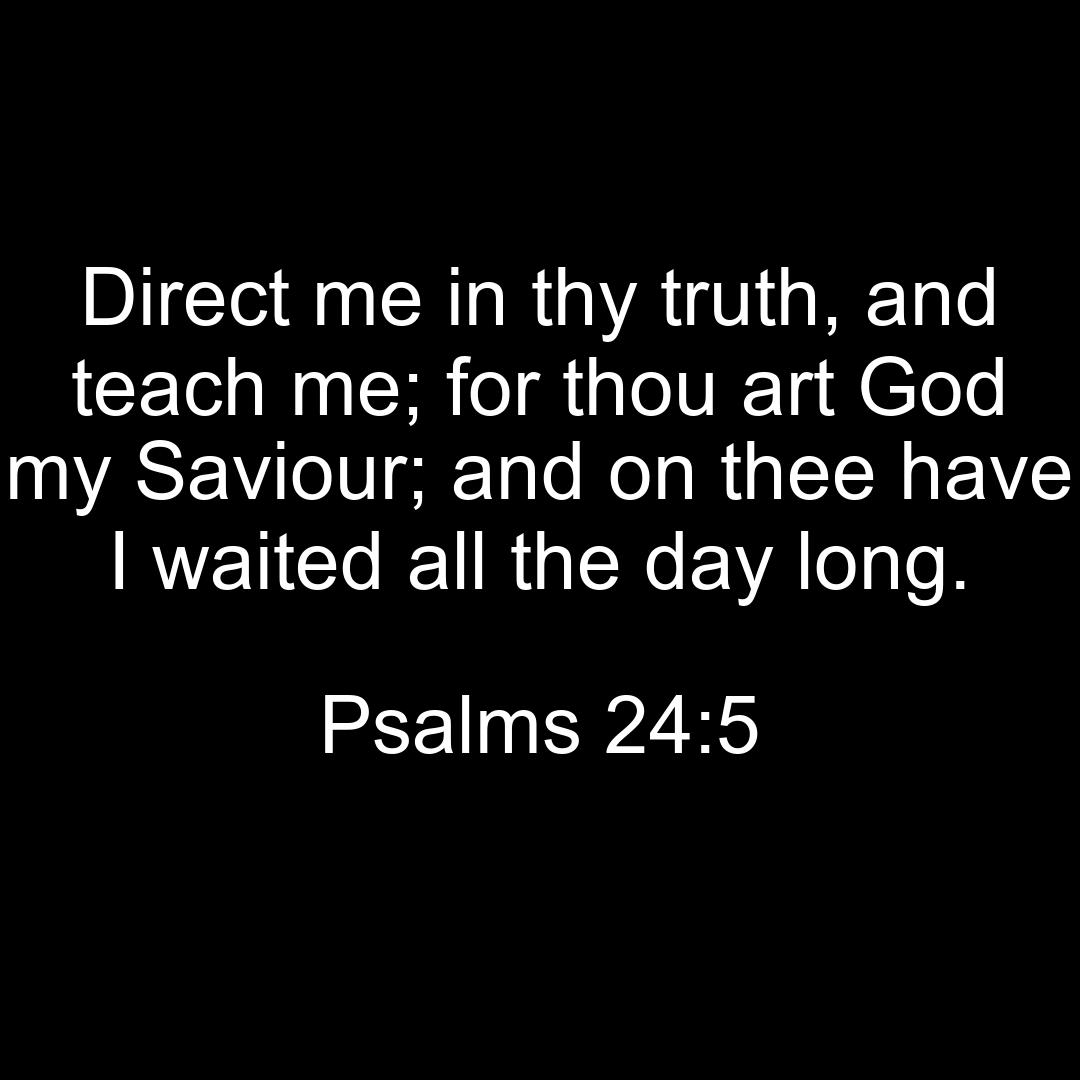 Direct me in thy truth, and
teach me; for thou art God
my Saviour; and on thee have
I waited all the day long.
Psalms 24:5